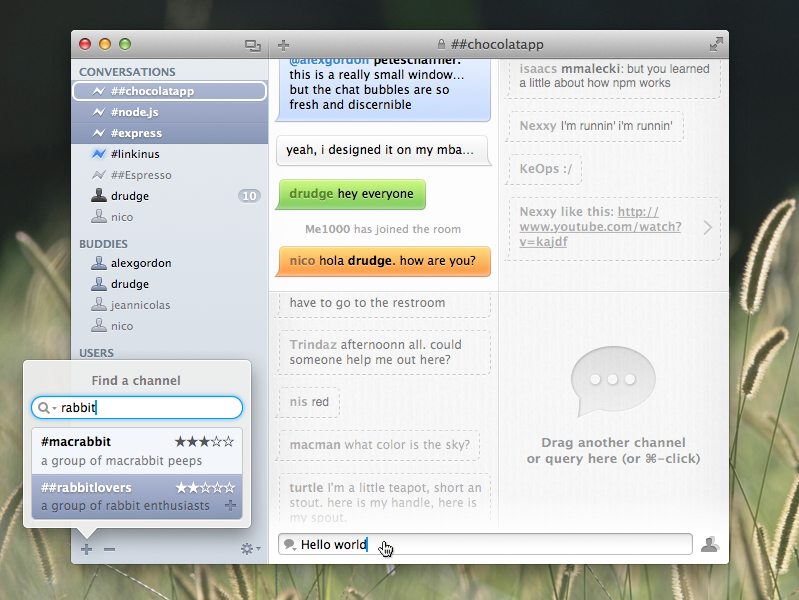 ##chocolatapp
CONVERSATIONS
##chocolatapp
#node.js
#express
#linkinus
##Espresso
drudge
10
nico
BUDDIES
alexgordon
drudge
jeannicolas
nico
USERS
Find a channel
rabbit
#macrabbit ★★★☆☆
a group of macrabbit peeps
##rabbitlovers ★★☆☆☆
a group of rabbit enthusiasts
@alexgordon
this is a really small window...
but the chat bubbles are so
fresh and discernible
yeah, i designed it on my mba...
drudge hey everyone
Me1000 has joined the room
nico hola drudge. how are you?
isaacs mmalecki: but you learned
a little about how npm works
Nexxy I'm runnin' i'm runnin'
KeOps :/
Nexxy like this: http://
www.youtube.com/watch?
v=kajdf
have to go to the restroom
Trindaz afternoonn all. could
someone help me out here?
nis red
macman what color is the sky?
turtle I'm a little teapot, short an
stout. here is my handle, here is
my spout.
Drag another channel
or query here (or ⌘-click)
Hello world